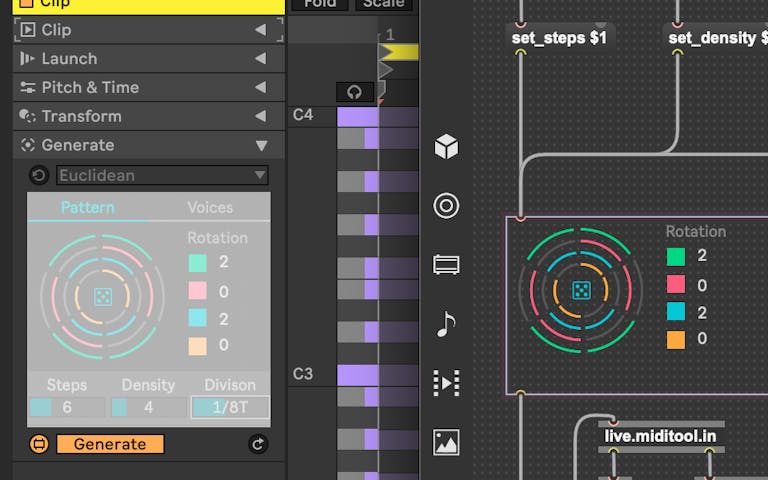 Clip
Clip
Launch
Pitch & Time
Transform
Generate
Euclidean
Pattern Voices
Rotation
2
0
2
0
Steps Density Divison
6 4 1/8T
Generate
Fold Scale
1
C4
C3
set_steps $1 set_density $
Rotation
2
0
2
0
live.miditool.in